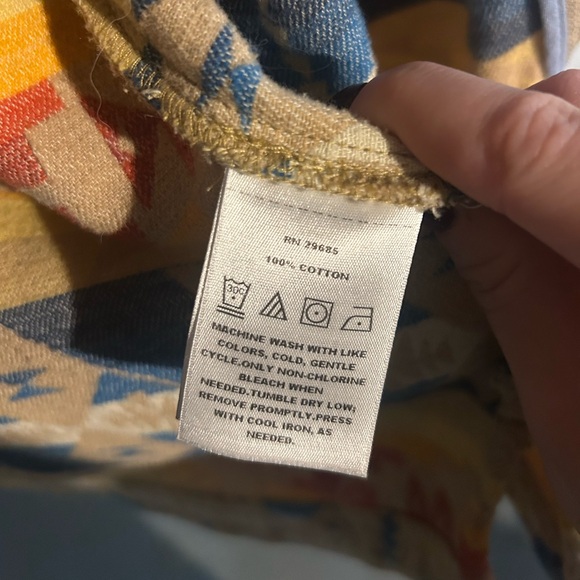 RN 29685
100% COTTON
30C
MACHINE WASH WITH LIKE
COLORS, COLD, GENTLE
CYCLE.ONLY NON-CHLORINE
BLEACH WHEN
NEEDED.TUMBLE DRY LOW;
REMOVE PROMPTLY.PRESS
WITH COOL IRON, AS
NEEDED.